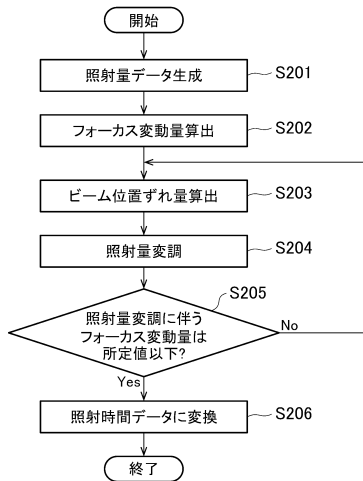 開始
照射量データ生成
S201
フォーカス変動量算出
S202
ビーム位置ずれ量算出
S203
照射量変調
S204
S205
照射量変調に伴う
フォーカス変動量は
所定値以下?
No
Yes
照射時間データに変換
S206
終了